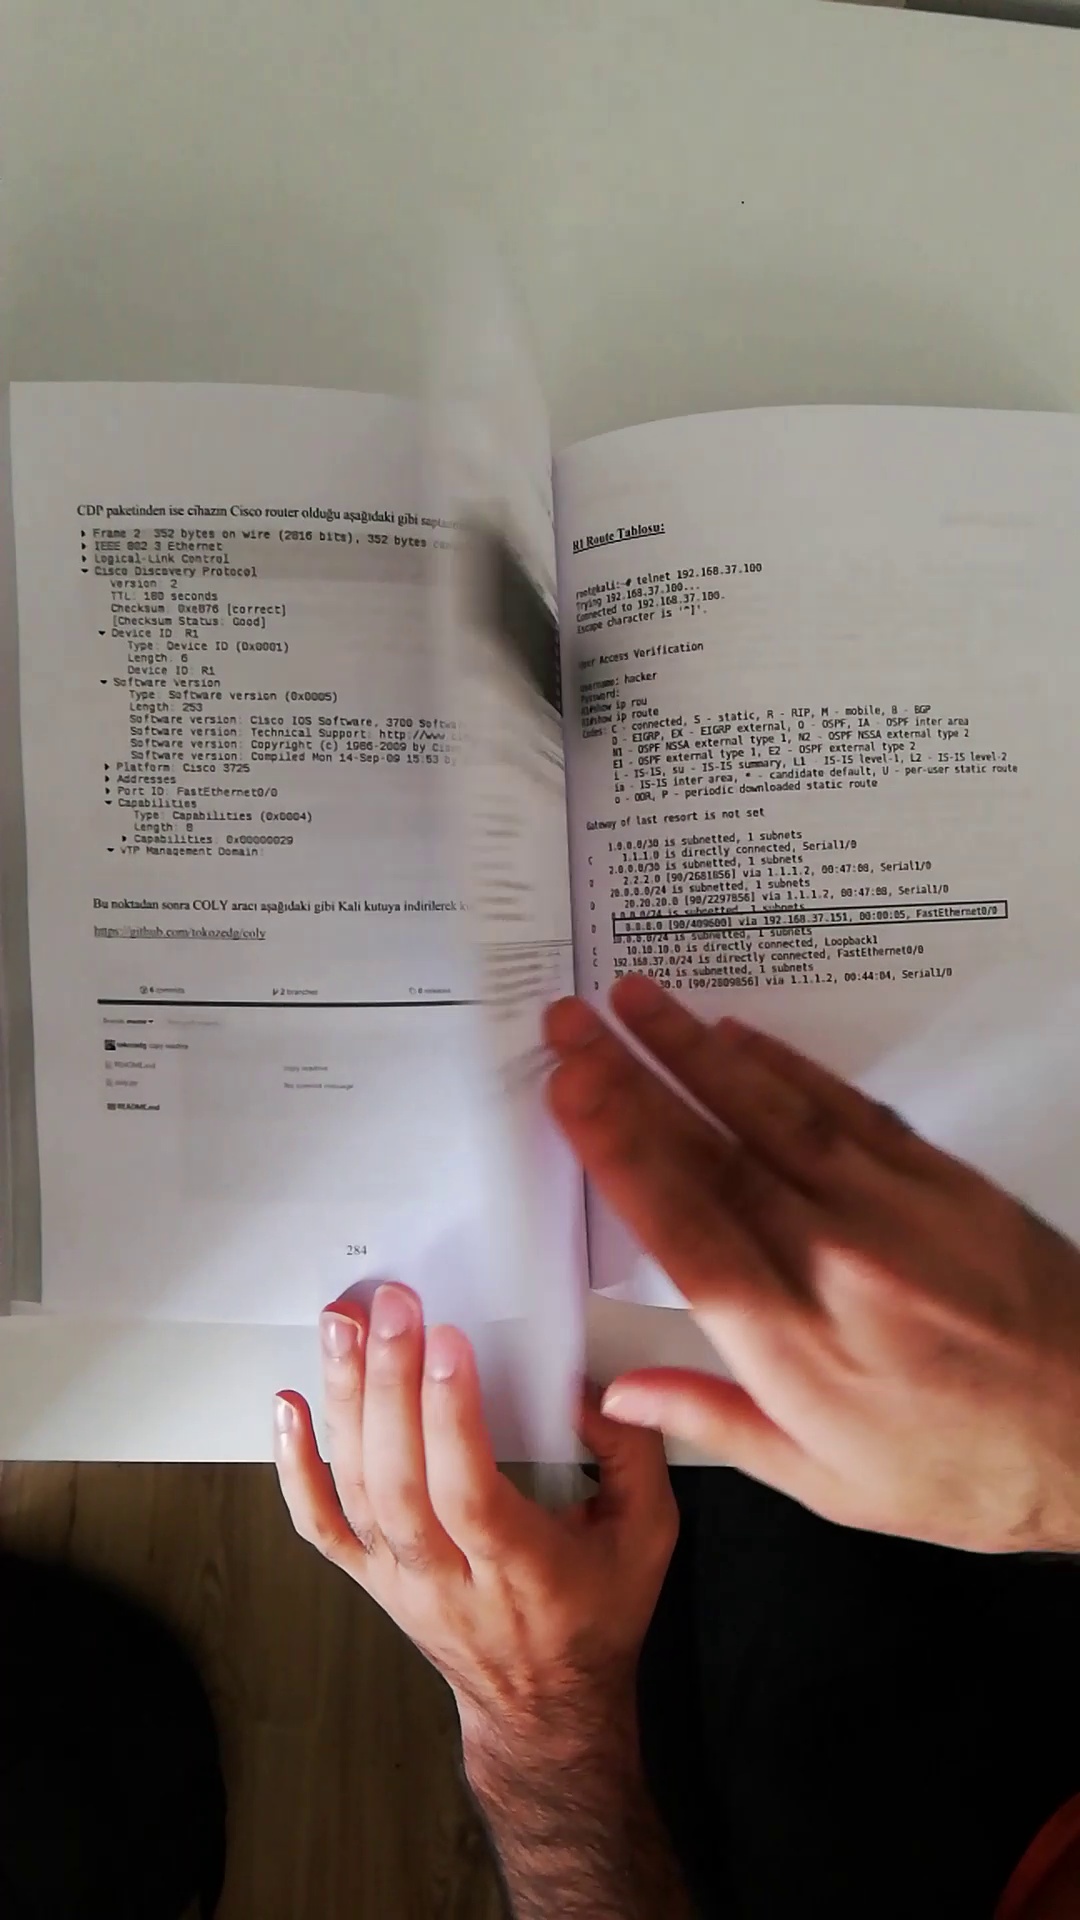 CDP paketinden ise cihazın Cisco router olduğu aşağıdaki gibi
Frame 2: 352 bytes on wire (2816 bits), 352 bytes
IEEE 802.3 Ethernet
Logical-Link Control
Cisco Discovery Protocol
Version: 2
TTL: 180 seconds
Checksum: 0xe876 [correct]
[Checksum Status: Good]
Device ID: R1
Type: Device ID (0x0001)
Length: 6
Device ID: R1
Software Version
Type: Software version (0x0005)
Length: 253
Software version: Cisco IOS Software, 3700
Software version: Technical Support: http://www
Software version: Copyright (c) 1986-2009 by
Software version: Compiled Mon 14-Sep-09 15:53
Platform: Cisco 3725
Addresses
Port ID: FastEthernet0/0
Capabilities
Type: Capabilities (0x0004)
Length: 8
Capabilities: 0x00000029
VTP Management Domain:
Bu noktadan sonra COLY aracı aşağıdaki gibi Kali kutuya indirilerek
https://github.com/tokozedg/coly
6 commits
2 branches
0 releases
README.md
README.md
284
R1 Route Tablosu:
root@kali:~# telnet 192.168.37.100
Trying 192.168.37.100...
Connected to 192.168.37.100.
Escape character is '^]'.
User Access Verification
Username: hacker
Password:
R1#show ip rou
R1#show ip route
Codes: C - connected, S - static, R - RIP, M - mobile, B - BGP
D - EIGRP, EX - EIGRP external, O - OSPF, IA - OSPF inter area
N1 - OSPF NSSA external type 1, N2 - OSPF NSSA external type 2
E1 - OSPF external type 1, E2 - OSPF external type 2
i - IS-IS, su - IS-IS summary, L1 - IS-IS level-1, L2 - IS-IS level-2
ia - IS-IS inter area, * - candidate default, U - per-user static route
o - ODR, P - periodic downloaded static route
Gateway of last resort is not set
1.0.0.0/30 is subnetted, 1 subnets
C 1.1.1.0 is directly connected, Serial1/0
2.0.0.0/30 is subnetted, 1 subnets
D 2.2.2.0 [90/2681856] via 1.1.1.2, 00:47:08, Serial1/0
20.0.0.0/24 is subnetted, 1 subnets
D 20.20.20.0 [90/2297856] via 1.1.1.2, 00:47:08, Serial1/0
8.0.0.0/24 is subnetted, 1 subnets
D 8.8.8.0 [90/409600] via 192.168.37.151, 00:00:05, FastEthernet0/0
10.0.0.0/24 is subnetted, 1 subnets
C 10.10.10.0 is directly connected, Loopback1
C 192.168.37.0/24 is directly connected, FastEthernet0/0
30.0.0.0/24 is subnetted, 1 subnets
D 30.0 [90/2809856] via 1.1.1.2, 00:44:04, Serial1/0